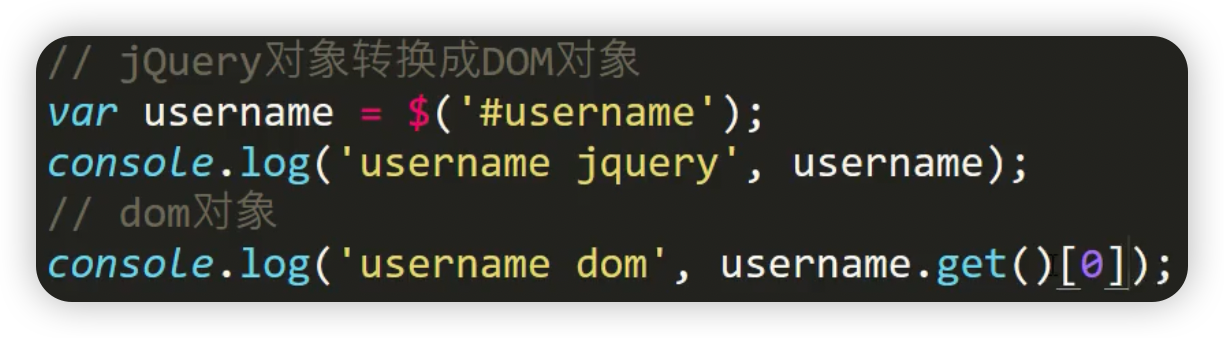 // jQuery对象转换成DOM对象
var username = $('#username');
console.log('username jquery', username);
// dom对象
console.log('username dom', username.get()[0]);